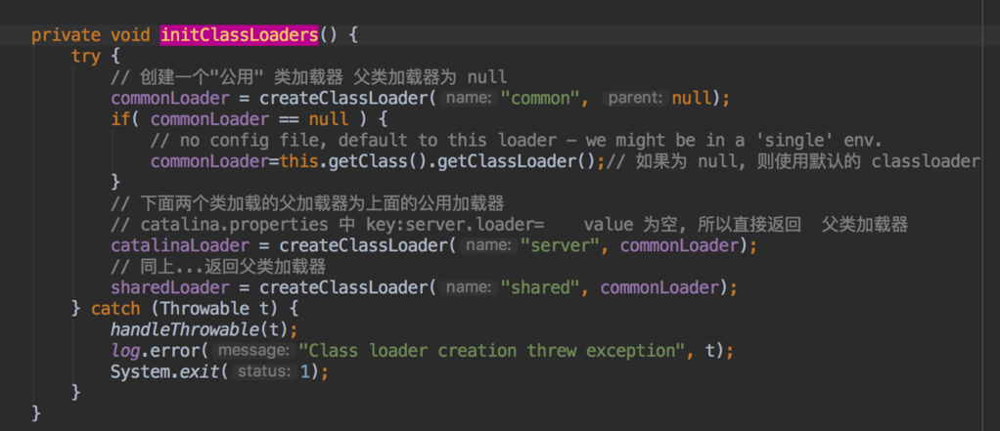 private void initClassLoaders() {
try {
// 创建一个"公用" 类加载器 父类加载器为 null
commonLoader = createClassLoader( name: "common", parent: null);
if( commonLoader == null ) {
// no config file, default to this loader - we might be in a 'single' env.
commonLoader=this.getClass().getClassLoader();// 如果为 null, 则使用默认的 classloader
}
// 下面两个类加载的父加载器为上面的公用加载器
// catalina.properties 中 key:server.loader=    value 为空, 所以直接返回  父类加载器
catalinaLoader = createClassLoader( name: "server", commonLoader);
// 同上...返回父类加载器
sharedLoader = createClassLoader( name: "shared", commonLoader);
} catch (Throwable t) {
handleThrowable(t);
log.error( message: "Class loader creation threw exception", t);
System.exit( status: 1);
}
}